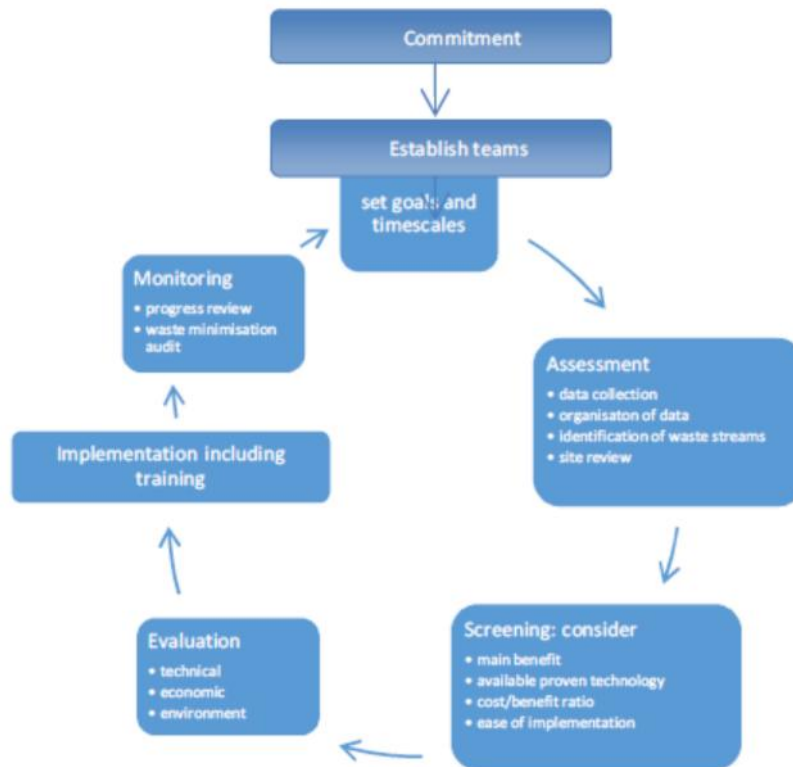 Commitment
Establish teams
set goals and
timescales
Assessment
• data collection
• organisaton of data
• identification of waste streams
• site review
Screening: consider
• main benefit
• available proven technology
• cost/benefit ratio
• ease of implementation
Evaluation
• technical
• economic
• environment
Implementation including
training
Monitoring
• progress review
• waste minimisation
audit